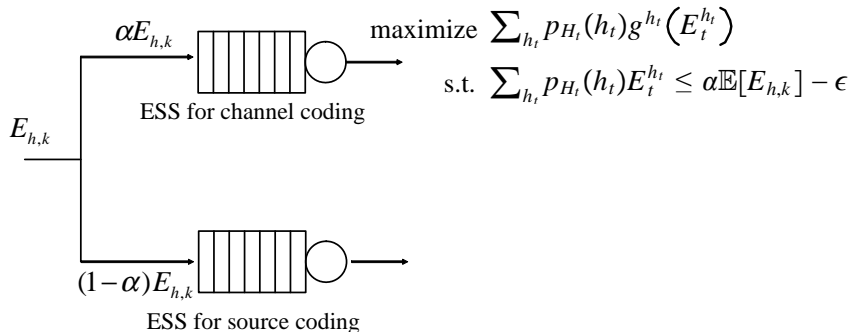 αE_{h,k}
maximize ∑_{h_t} p_{H_t}(h_t) g^{h_t}(E_t^{h_t})
s.t. ∑_{h_t} p_{H_t}(h_t) E_t^{h_t} ≤ α𝔼[E_{h,k}] − ϵ
ESS for channel coding
E_{h,k}
(1−α)E_{h,k}
ESS for source coding